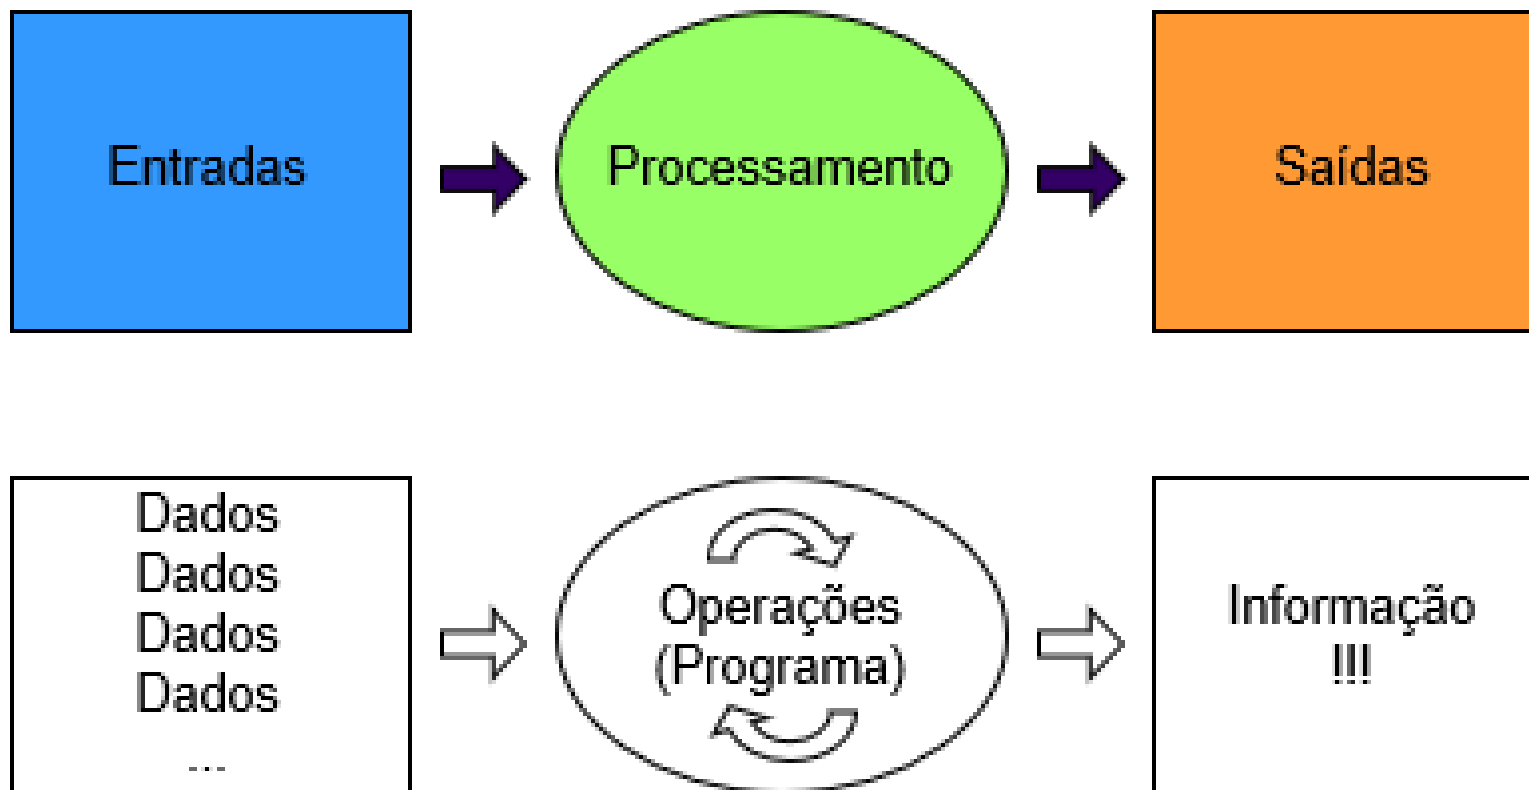 Entradas
Processamento
Saídas
Dados
Dados
Dados
Dados
...
Operações
(Programa)
Informação
!!!